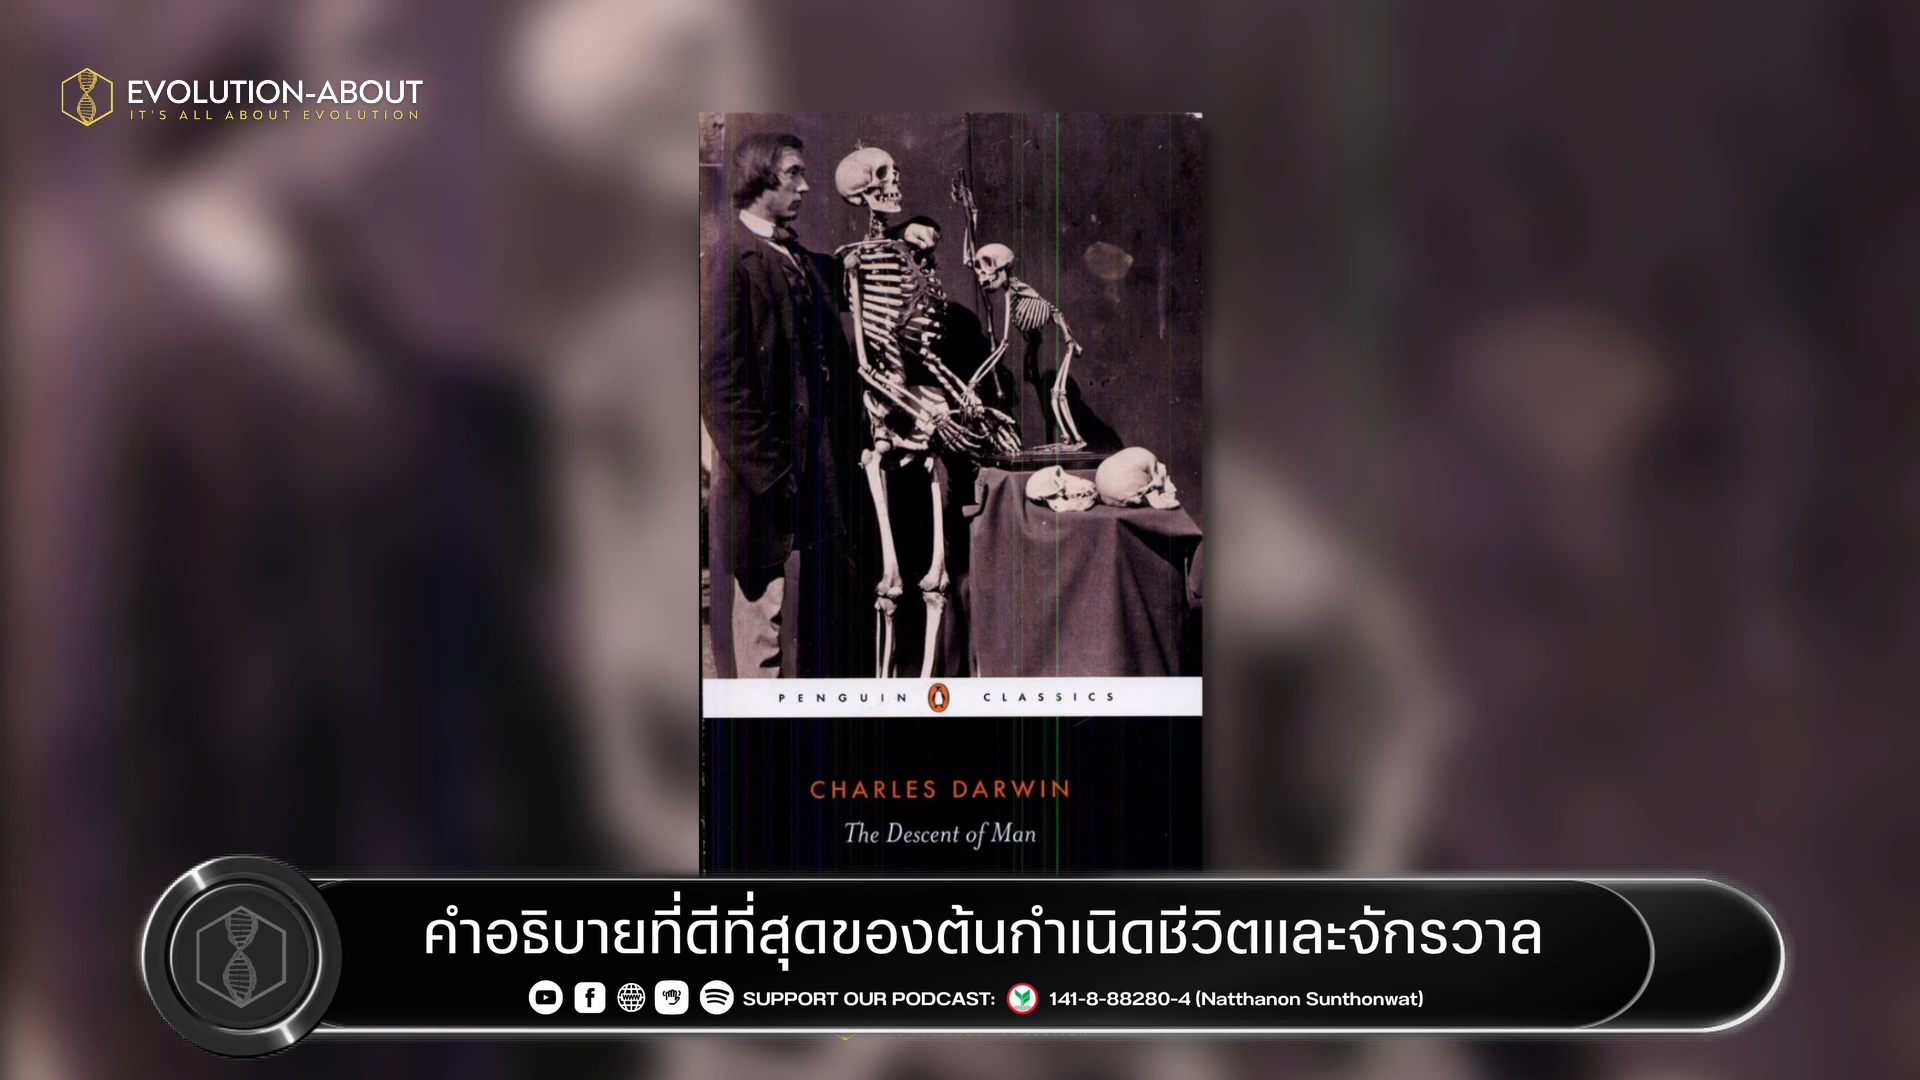 EVOLUTION-ABOUT
IT'S ALL ABOUT EVOLUTION
PENGUIN CLASSICS
CHARLES DARWIN
The Descent of Man
คำอธิบายที่ดีที่สุดของต้นกำเนิดชีวิตและจักรวาล
SUPPORT OUR PODCAST: 141-8-88280-4 (Natthanon Sunthonwat)